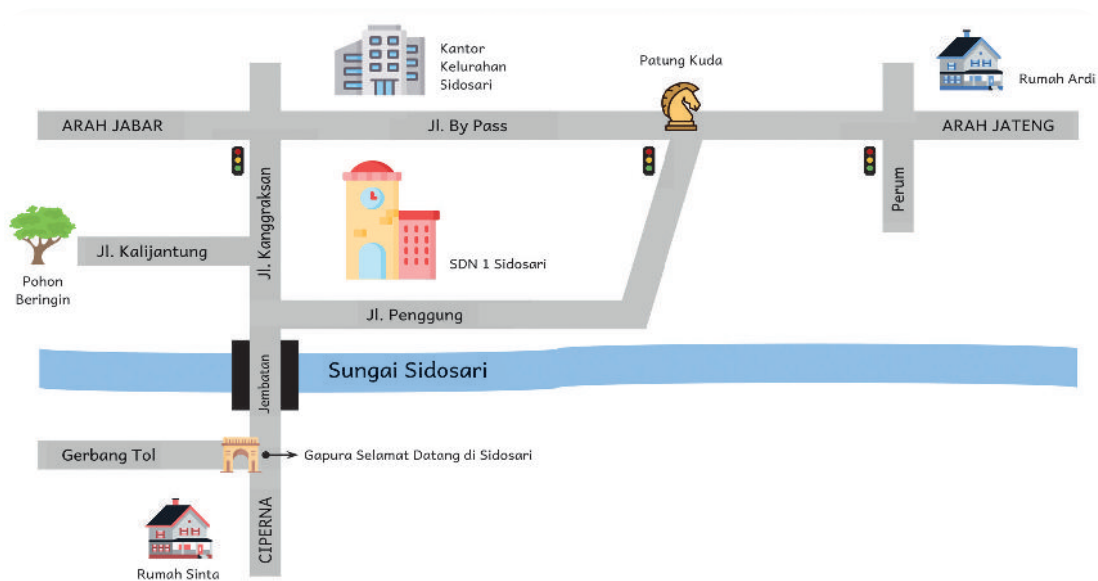 Kantor
Kelurahan
Sidosari
Patung Kuda
Rumah Ardi
ARAH JABAR
Jl. By Pass
ARAH JATENG
Jl. Kanggraksan
Perum
Jl. Kalijantung
Pohon
Beringin
SDN 1 Sidosari
Jl. Penggung
Jembatan
Sungai Sidosari
Gerbang Tol
Gapura Selamat Datang di Sidosari
CIPERNA
Rumah Sinta